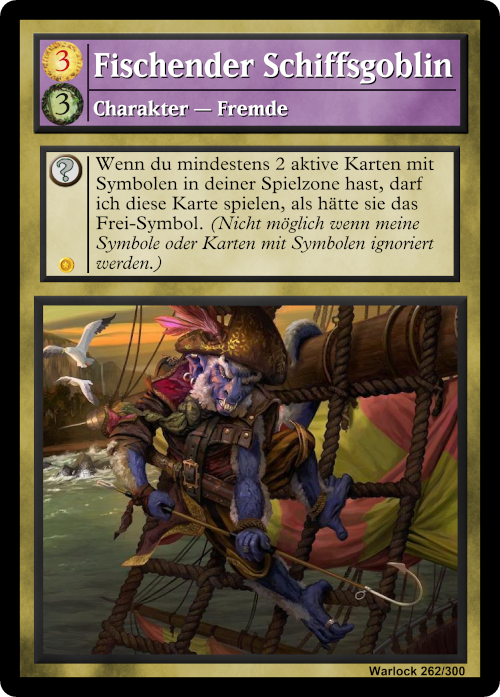 3
Fischender Schiffsgoblin
3
Charakter — Fremde
?
Wenn du mindestens 2 aktive Karten mit
Symbolen in deiner Spielzone hast, darf
ich diese Karte spielen, als hätte sie das
Frei-Symbol. (Nicht möglich wenn meine
Symbole oder Karten mit Symbolen ignoriert
werden.)
Warlock 262/300